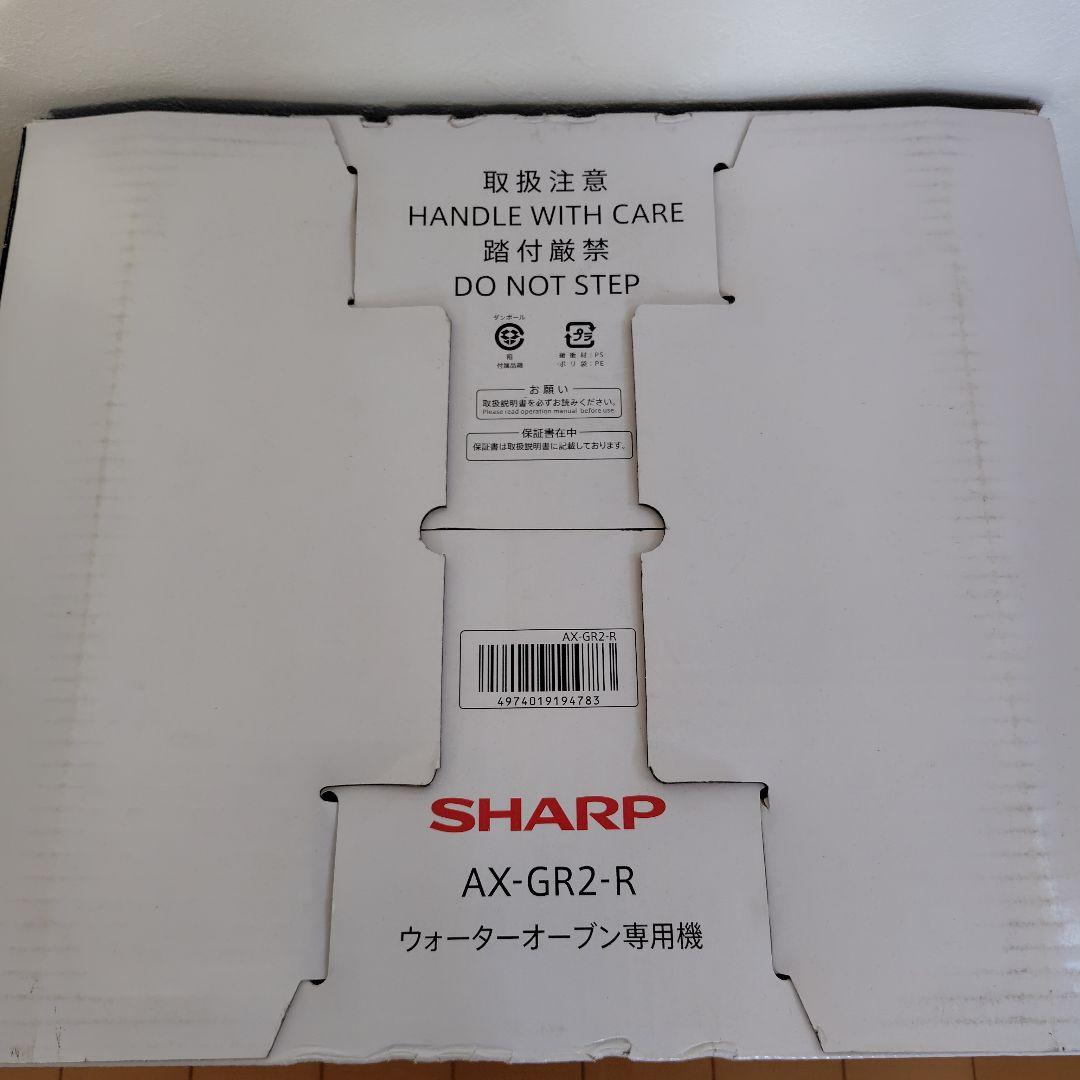 取扱注意
HANDLE WITH CARE
踏付厳禁
DO NOT STEP
ダンボール
箱
付属品箱
プラ
緩衝材：PS
ポリ袋：PE
お願い
取扱説明書を必ずお読みください。
Please read operation manual before use.
保証書在中
保証書は取扱説明書に記載しております。
AX-GR2-R
4974019194783
SHARP
AX-GR2-R
ウォーターオーブン専用機